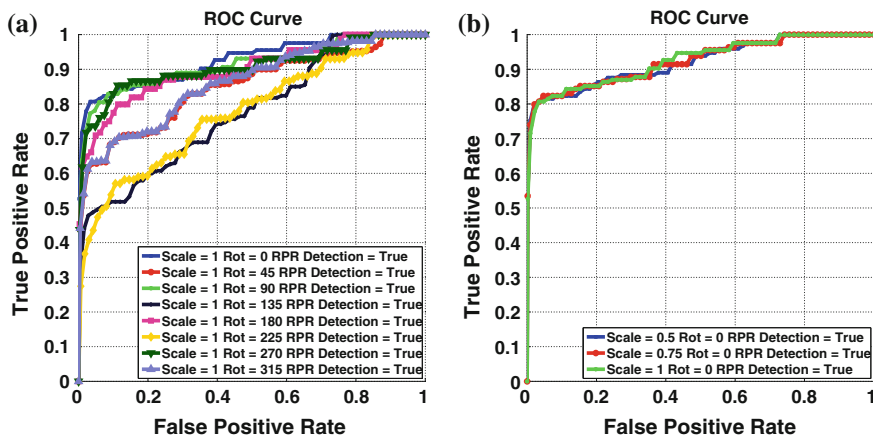 (a)
ROC Curve
True Positive Rate
1
0.9
0.8
0.7
0.6
0.5
0.4
0.3
0.2
0.1
0
Scale = 1 Rot = 0 RPR Detection = True
Scale = 1 Rot = 45 RPR Detection = True
Scale = 1 Rot = 90 RPR Detection = True
Scale = 1 Rot = 135 RPR Detection = True
Scale = 1 Rot = 180 RPR Detection = True
Scale = 1 Rot = 225 RPR Detection = True
Scale = 1 Rot = 270 RPR Detection = True
Scale = 1 Rot = 315 RPR Detection = True
0 0.2 0.4 0.6 0.8 1
False Positive Rate
(b)
ROC Curve
True Positive Rate
1
0.9
0.8
0.7
0.6
0.5
0.4
0.3
0.2
0.1
0
Scale = 0.5 Rot = 0 RPR Detection = True
Scale = 0.75 Rot = 0 RPR Detection = True
Scale = 1 Rot = 0 RPR Detection = True
0 0.2 0.4 0.6 0.8 1
False Positive Rate